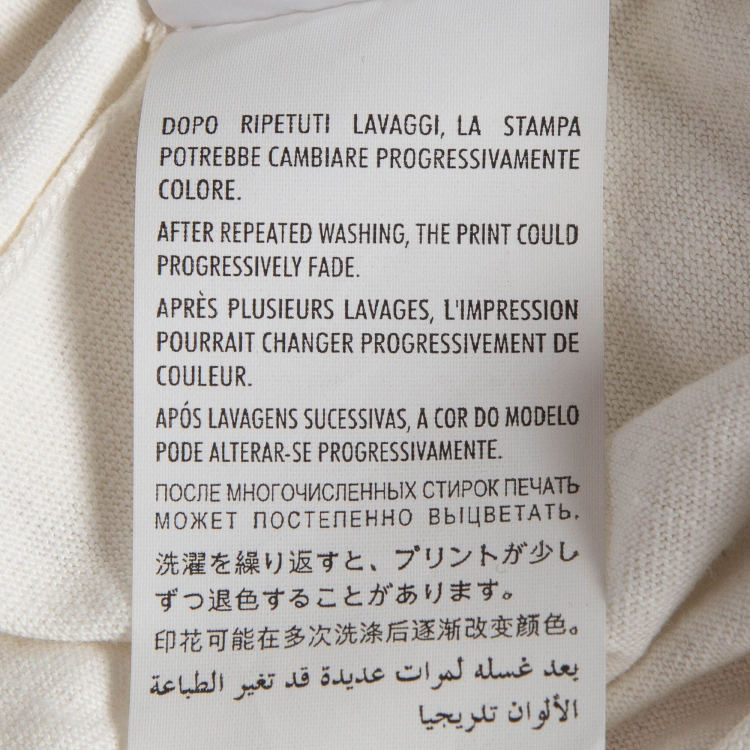 DOPO RIPETUTI LAVAGGI, LA STAMPA
POTREBBE CAMBIARE PROGRESSIVAMENTE
COLORE.
AFTER REPEATED WASHING, THE PRINT COULD
PROGRESSIVELY FADE.
APRÈS PLUSIEURS LAVAGES, L'IMPRESSION
POURRAIT CHANGER PROGRESSIVEMENT DE
COULEUR.
APÓS LAVAGENS SUCESSIVAS, A COR DO MODELO
PODE ALTERAR-SE PROGRESSIVAMENTE.
ПОСЛЕ МНОГОЧИСЛЕННЫХ СТИРОК ПЕЧАТЬ
МОЖЕТ ПОСТЕПЕННО ВЫЦВЕТАТЬ.
洗濯を繰り返すと、プリントが少し
ずつ退色することがあります。
印花可能在多次洗涤后逐渐改变颜色。
بعد غسله لمرات عديدة قد تغير الطباعة
الألوان تلريجيا